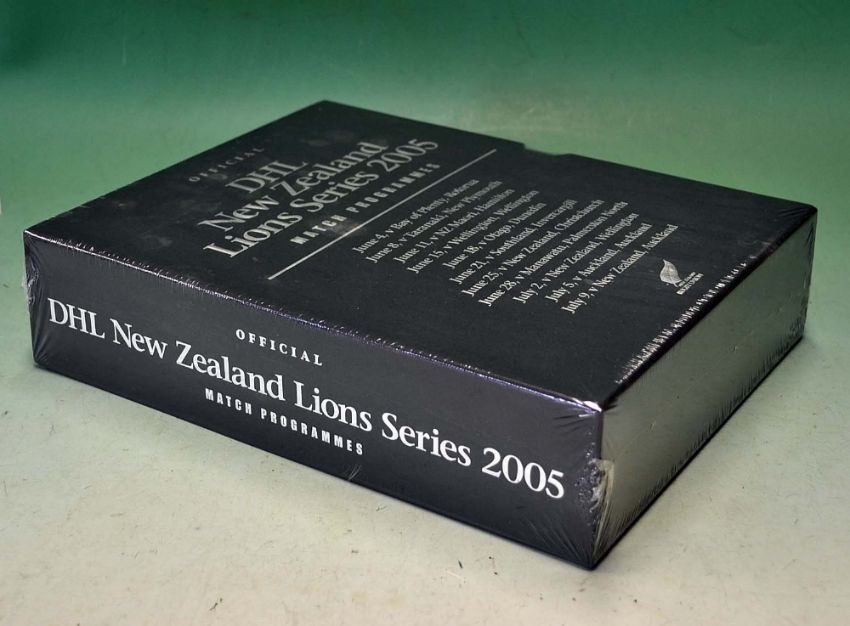 OFFICIAL
DHL
New Zealand
Lions Series 2005
MATCH PROGRAMMES
June 4, v Bay of Plenty, Rotorua
June 8, v Taranaki, New Plymouth
June 11, v NZ Maori, Hamilton
June 15, v Wellington, Wellington
June 18, v Otago, Dunedin
June 21, v Southland, Invercargill
June 25, v New Zealand, Christchurch
June 28, v Manawatu, Palmerston North
July 2, v New Zealand, Wellington
July 5, v Auckland, Auckland
July 9, v New Zealand, Auckland
OFFICIAL
DHL New Zealand Lions Series 2005
MATCH PROGRAMMES